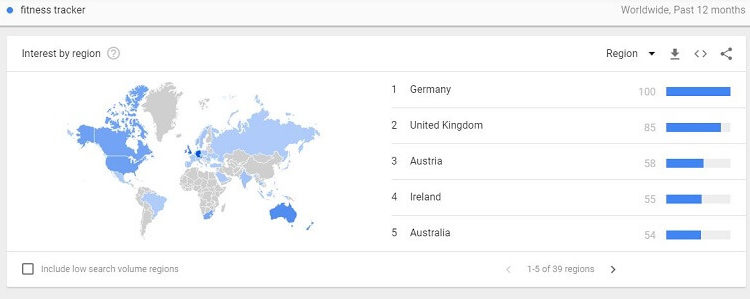 fitness tracker
Worldwide, Past 12 months
Interest by region ?
Region
1 Germany 100
2 United Kingdom 85
3 Austria 58
4 Ireland 55
5 Australia 54
Include low search volume regions
1-5 of 39 regions